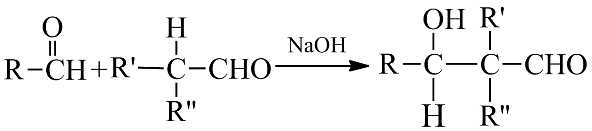 O OH R'
R–CH + R'–C–CHO NaOH R–C–C–CHO
H
R"
H R"